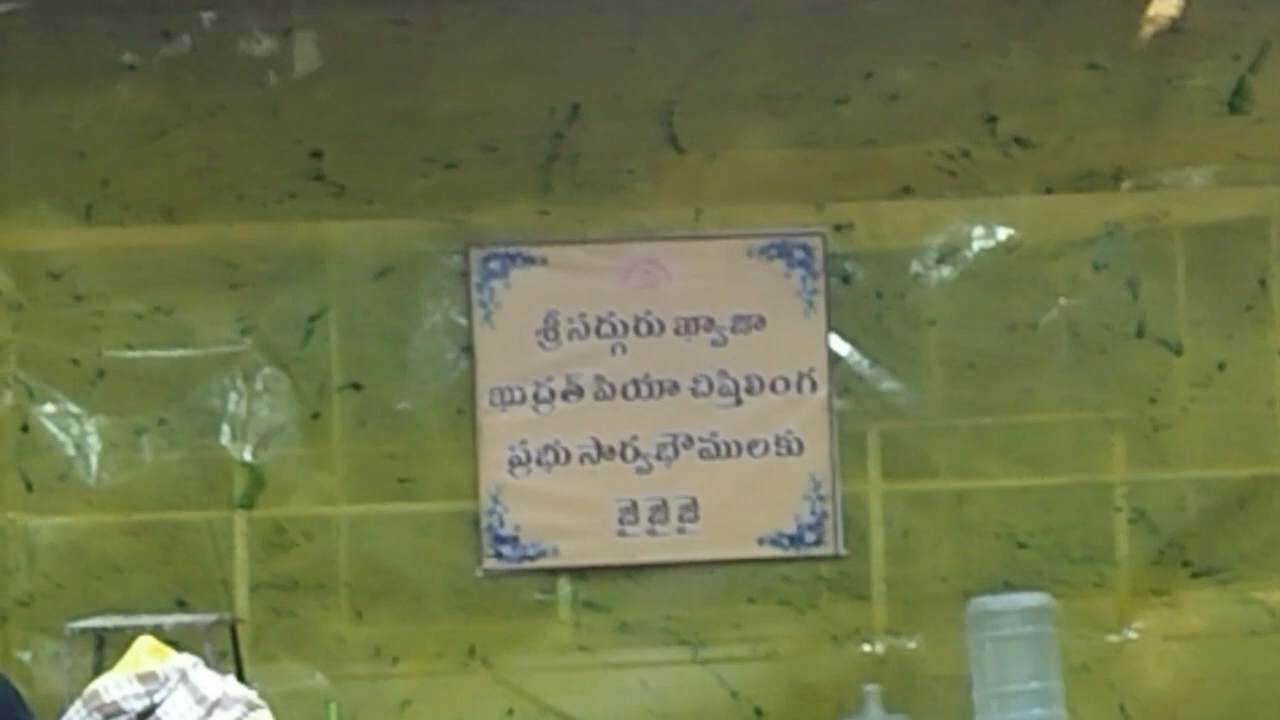 శ్రీ సద్గురు ఖ్వాజా
ఖుద్రత్ పియా చిష్తిలింగ
ప్రభు సార్వభౌములకు
జై జై జై